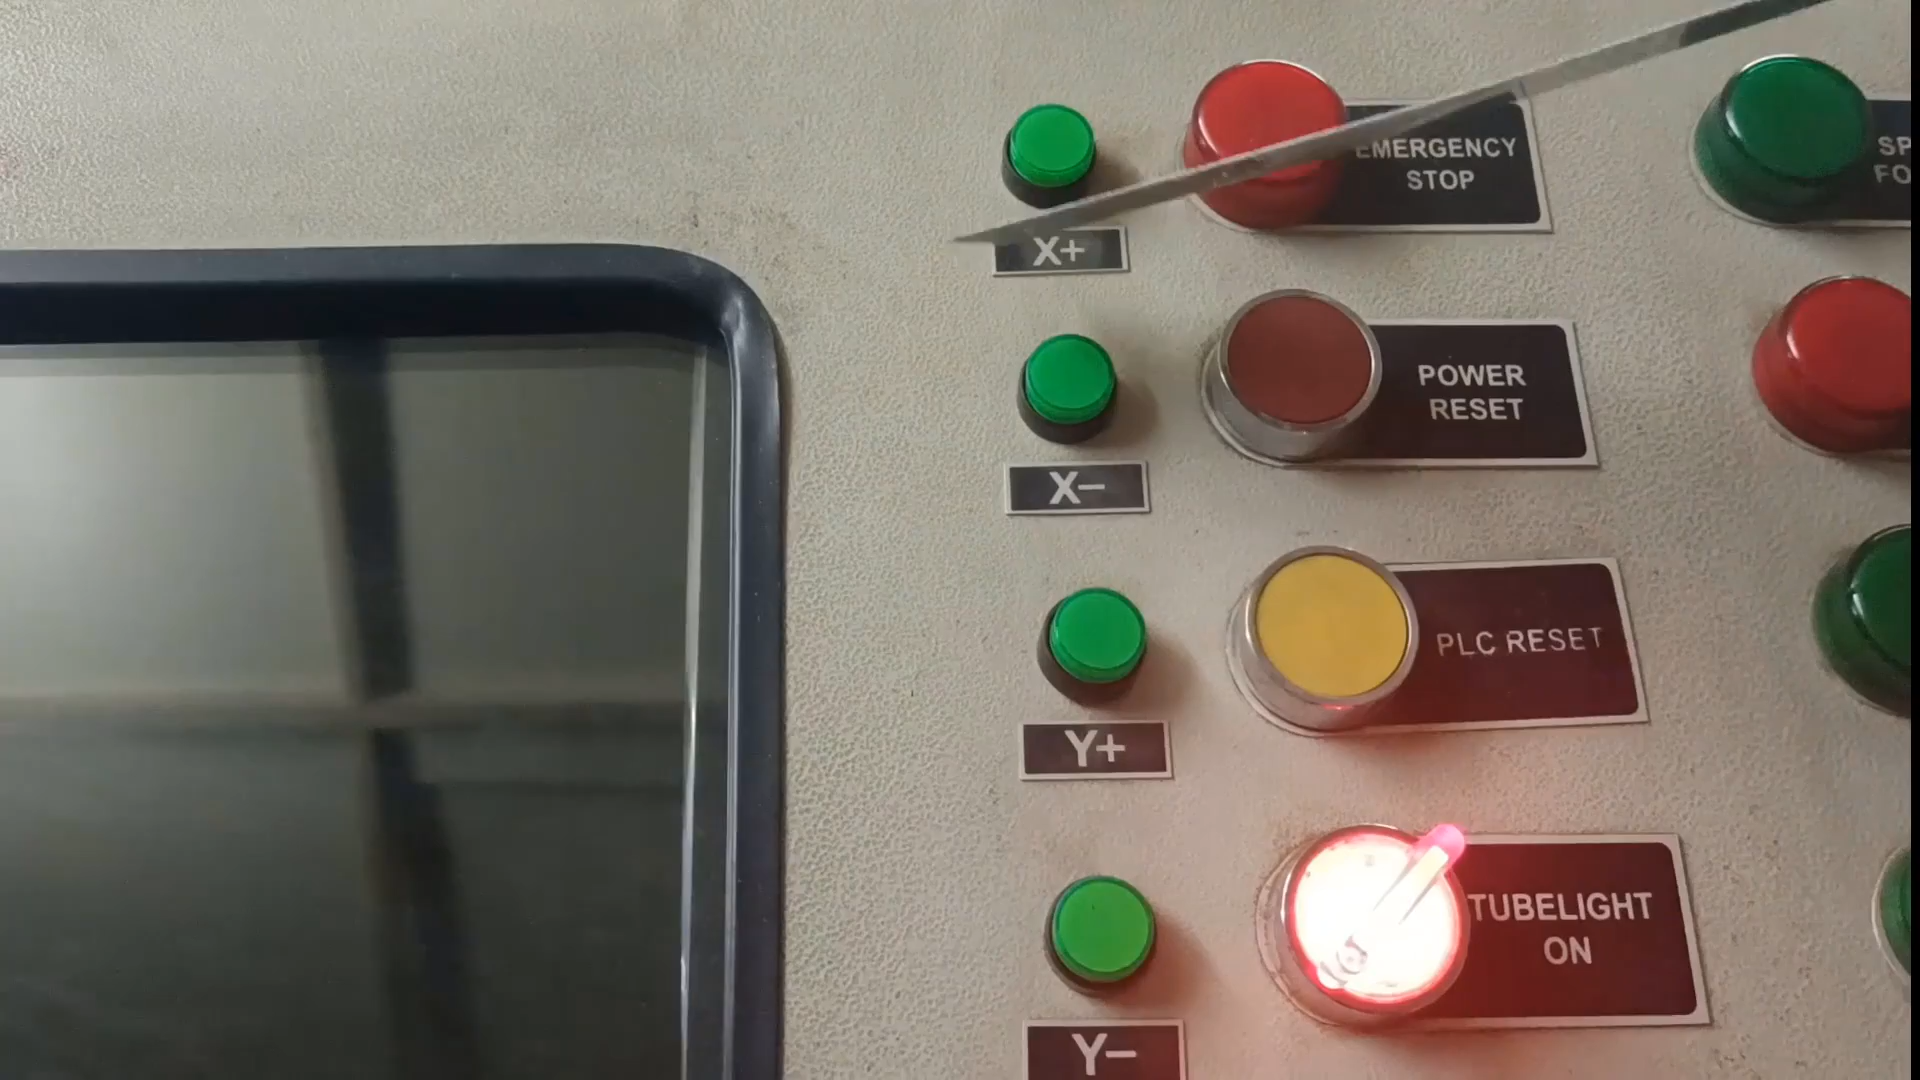 EMERGENCY
STOP
X+
POWER
RESET
X−
PLC RESET
Y+
TUBELIGHT
ON
Y−